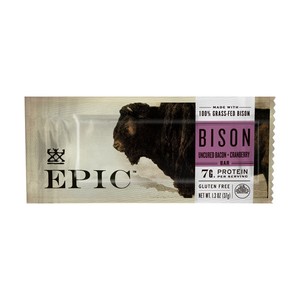 MADE WITH
100% GRASS-FED BISON
BISON
UNCURED BACON + CRANBERRY
BAR
7G. PROTEIN
PER SERVING
GLUTEN FREE
NET WT. 1.3 OZ (37g)
EPIC™